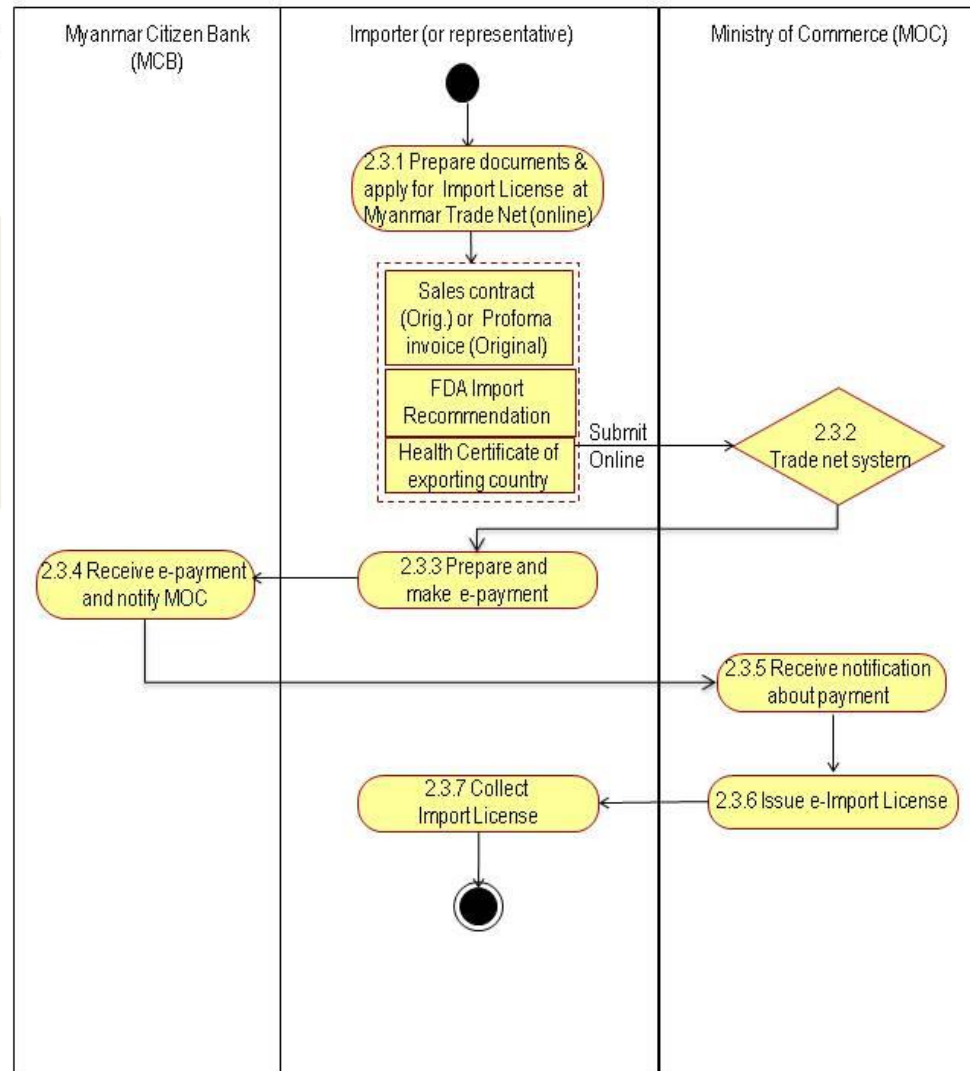 Myanmar Citizen Bank
(MCB)
Importer (or representative)
Ministry of Commerce (MOC)
2.3.1 Prepare documents &
apply for Import License at
Myanmar Trade Net (online)
Sales contract
(Orig.) or Profoma
invoice (Original)
FDA Import
Recommendation
Health Certificate of
exporting country
Submit
Online
2.3.2
Trade net system
2.3.3 Prepare and
make e-payment
2.3.4 Receive e-payment
and notify MOC
2.3.5 Receive notification
about payment
2.3.6 Issue e-Import License
2.3.7 Collect
Import License